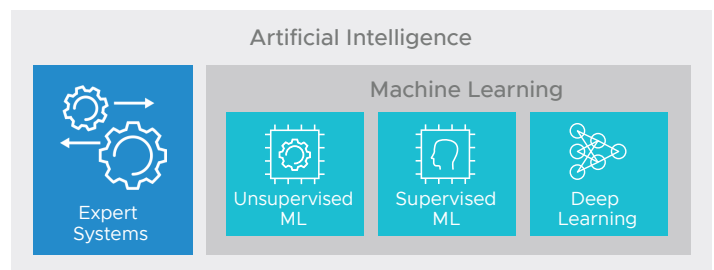 Artificial Intelligence
Machine Learning
Expert
Systems
Unsupervised
ML
Supervised
ML
Deep
Learning